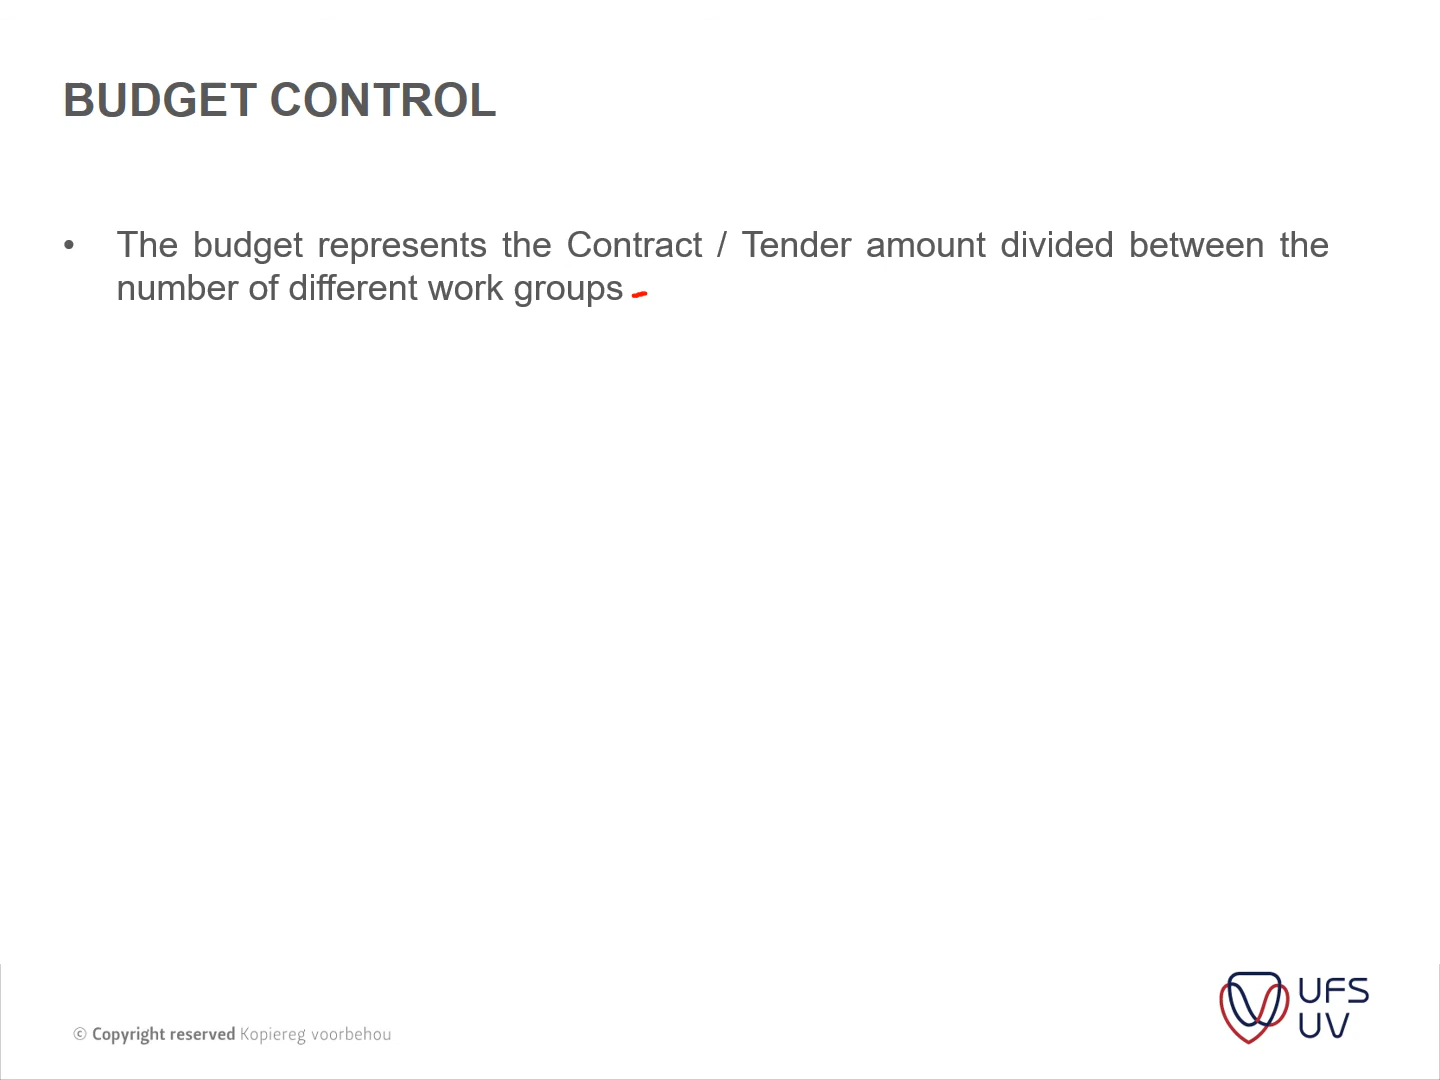 BUDGET CONTROL
• The budget represents the Contract / Tender amount divided between the
number of different work groups
© Copyright reserved Kopiereg voorbehou
UFS
UV